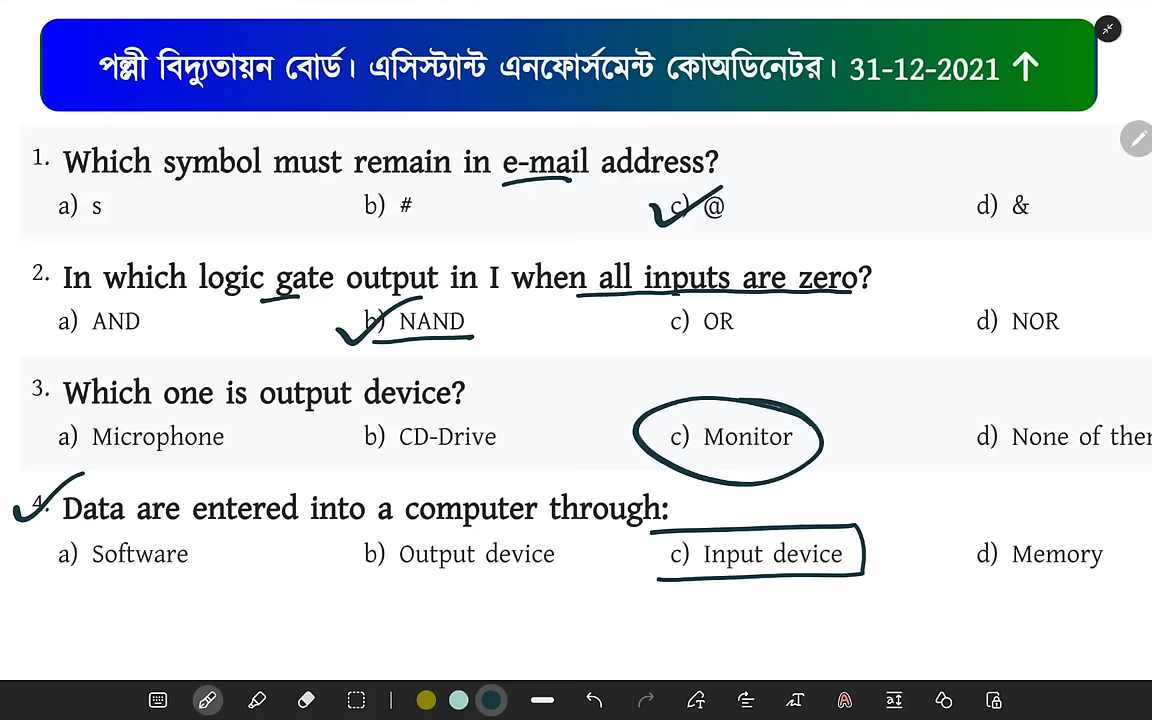 পল্লী বিদ্যুতায়ন বোর্ড। এসিস্ট্যান্ট এনফোর্সমেন্ট কোঅডিনেটর। 31-12-2021 ↑
1. Which symbol must remain in e-mail address?
a) s b) # c) @ d) &
2. In which logic gate output in I when all inputs are zero?
a) AND b) NAND c) OR d) NOR
3. Which one is output device?
a) Microphone b) CD-Drive c) Monitor d) None of
4. Data are entered into a computer through:
a) Software b) Output device c) Input device d) Memory